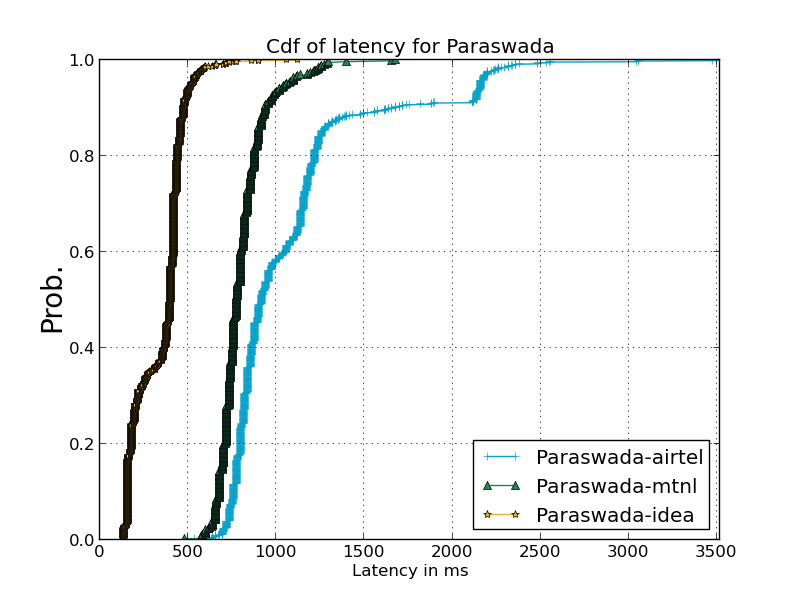 Cdf of latency for Paraswada
1.0
0.8
0.6
0.4
0.2
0.0
Prob.
0 500 1000 1500 2000 2500 3000 3500
Latency in ms
Paraswada-airtel
Paraswada-mtnl
Paraswada-idea